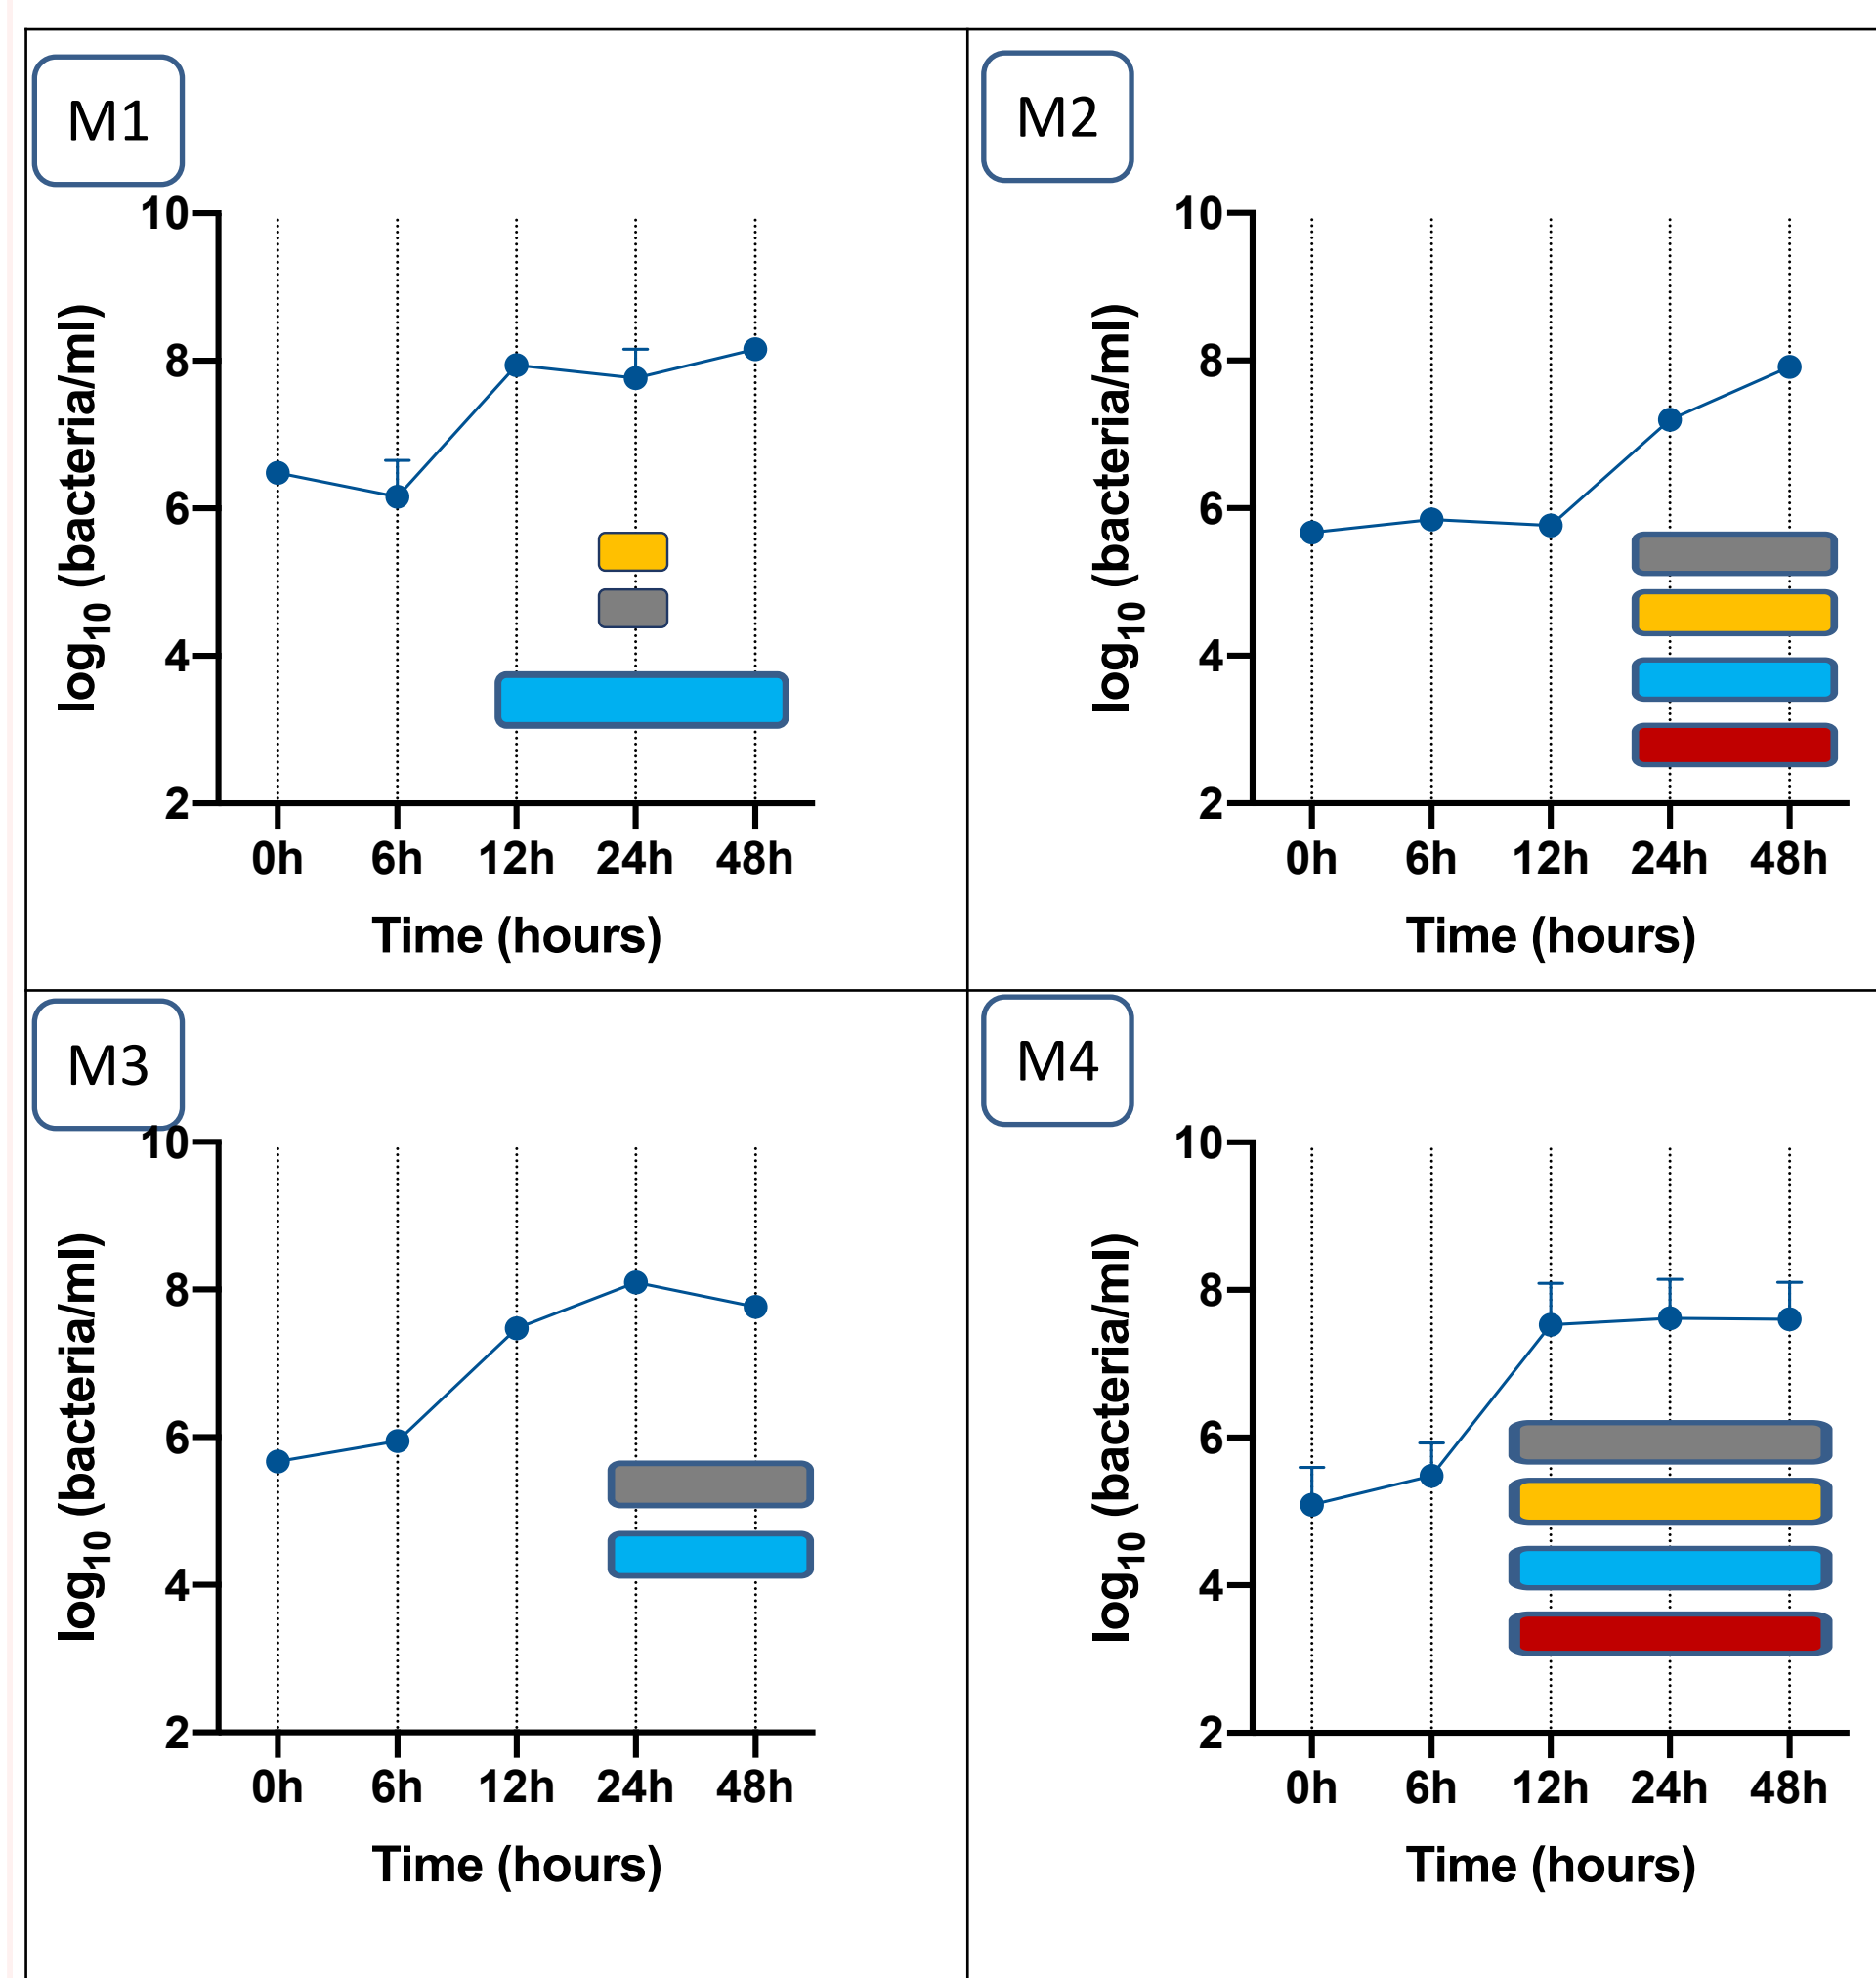 M1
10
8
6
4
2
log10 (bacteria/ml)
0h 6h 12h 24h 48h
Time (hours)
M2
10
8
6
4
2
log10 (bacteria/ml)
0h 6h 12h 24h 48h
Time (hours)
M3
10
8
6
4
2
log10 (bacteria/ml)
0h 6h 12h 24h 48h
Time (hours)
M4
10
8
6
4
2
log10 (bacteria/ml)
0h 6h 12h 24h 48h
Time (hours)